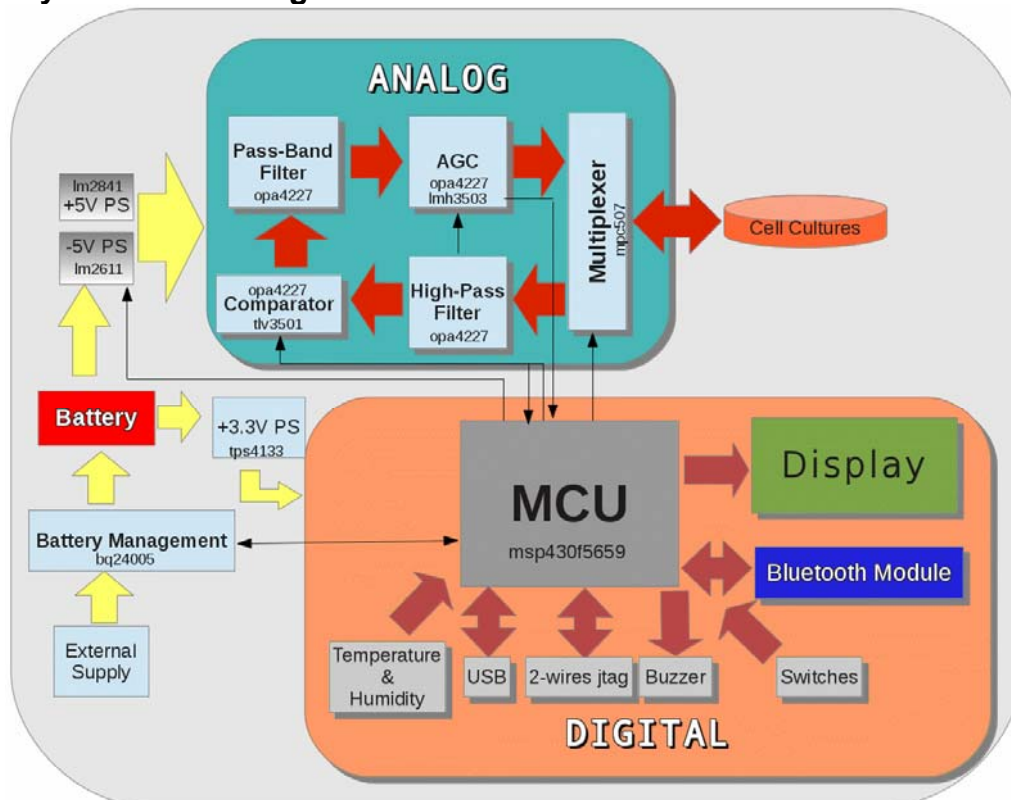 ANALOG
Pass-Band
Filter
opa4227
AGC
opa4227
lmh3503
Multiplexer
mpc507
Cell Cultures
lm2841
+5V PS
-5V PS
lm2611
opa4227
Comparator
tlv3501
High-Pass
Filter
opa4227
Battery
+3.3V PS
tps4133
Battery Management
bq24005
External
Supply
MCU
msp430f5659
Display
Bluetooth Module
Temperature
&
Humidity
USB
2-wires jtag
Buzzer
Switches
DIGITAL